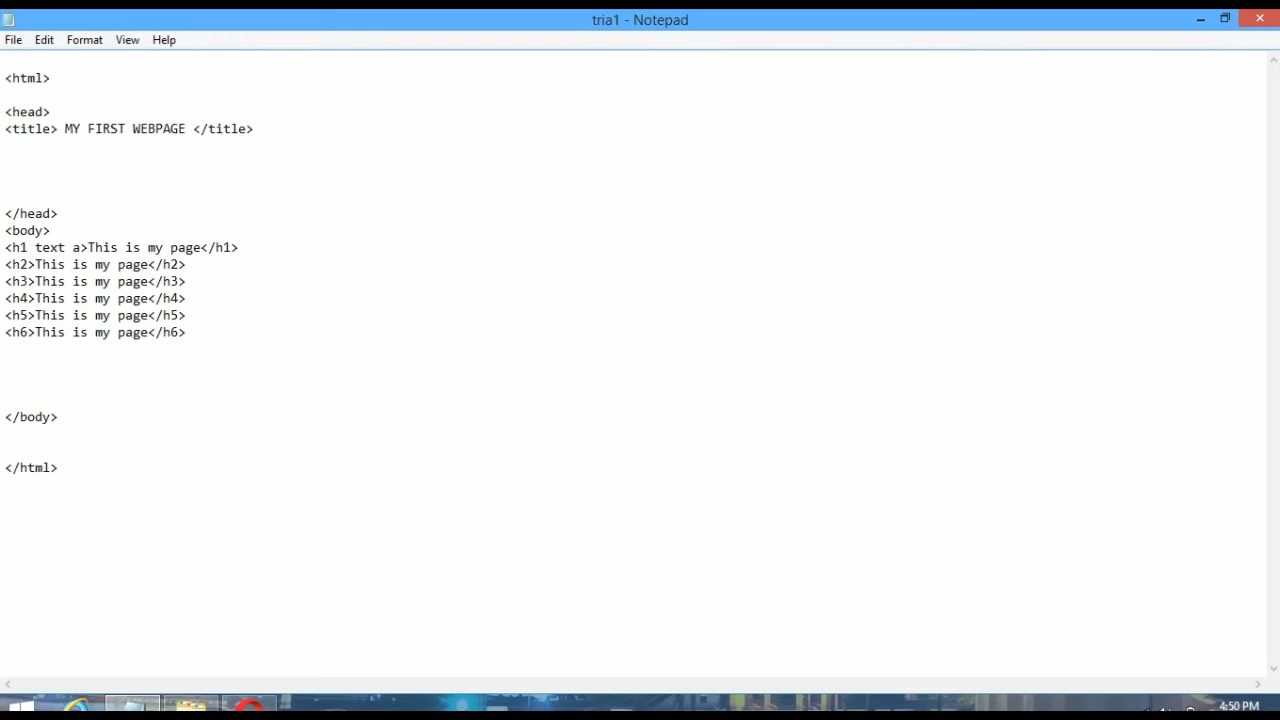 tria1 - Notepad
File Edit Format View Help
<html>
<head>
<title> MY FIRST WEBPAGE </title>
</head>
<body>
<h1 text a>This is my page</h1>
<h2>This is my page</h2>
<h3>This is my page</h3>
<h4>This is my page</h4>
<h5>This is my page</h5>
<h6>This is my page</h6>
</body>
</html>
4:50 PM